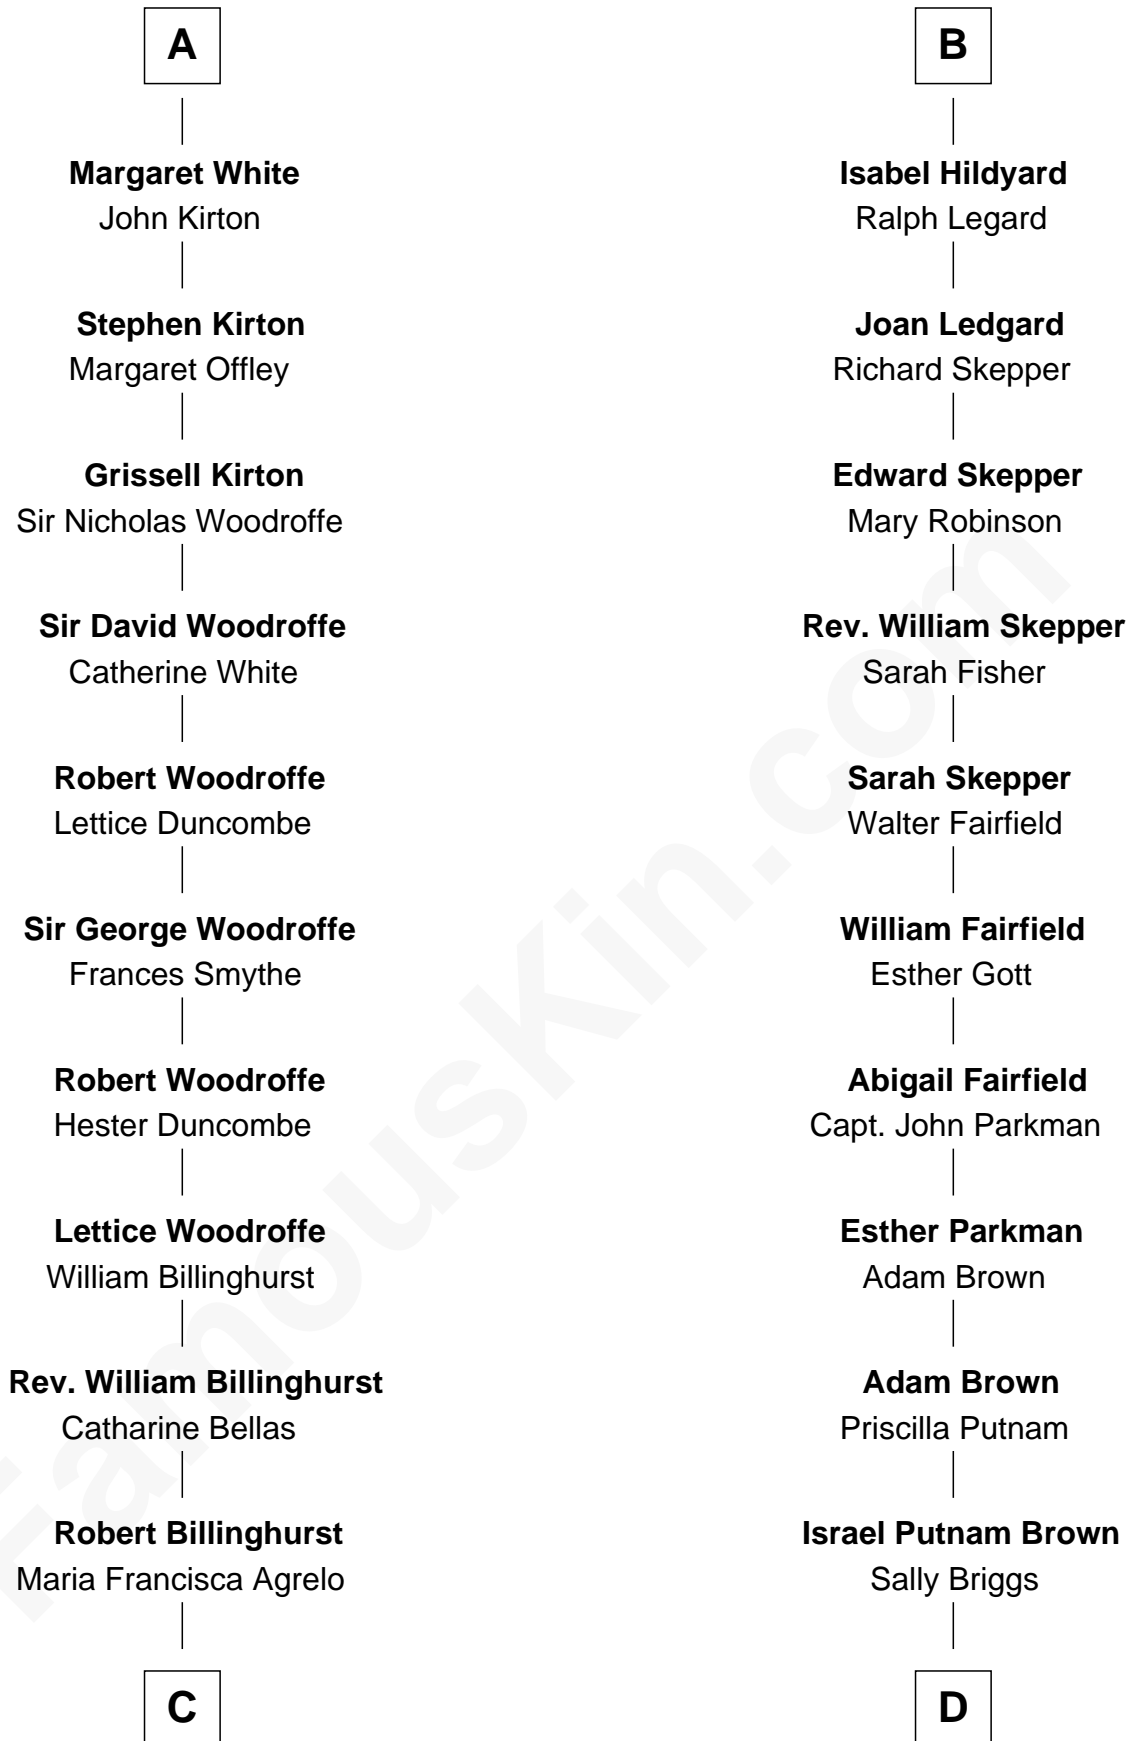 A
Margaret White
John Kirton
Stephen Kirton
Margaret Offley
Grissell Kirton
Sir Nicholas Woodroffe
Sir David Woodroffe
Catherine White
Robert Woodroffe
Lettice Duncombe
Sir George Woodroffe
Frances Smythe
Robert Woodroffe
Hester Duncombe
Lettice Woodroffe
William Billinghurst
Rev. William Billinghurst
Catharine Bellas
Robert Billinghurst
Maria Francisca Agrelo
C
B
Isabel Hildyard
Ralph Legard
Joan Ledgard
Richard Skepper
Edward Skepper
Mary Robinson
Rev. William Skepper
Sarah Fisher
Sarah Skepper
Walter Fairfield
William Fairfield
Esther Gott
Abigail Fairfield
Capt. John Parkman
Esther Parkman
Adam Brown
Adam Brown
Priscilla Putnam
Israel Putnam Brown
Sally Briggs
D
FamousKin.com